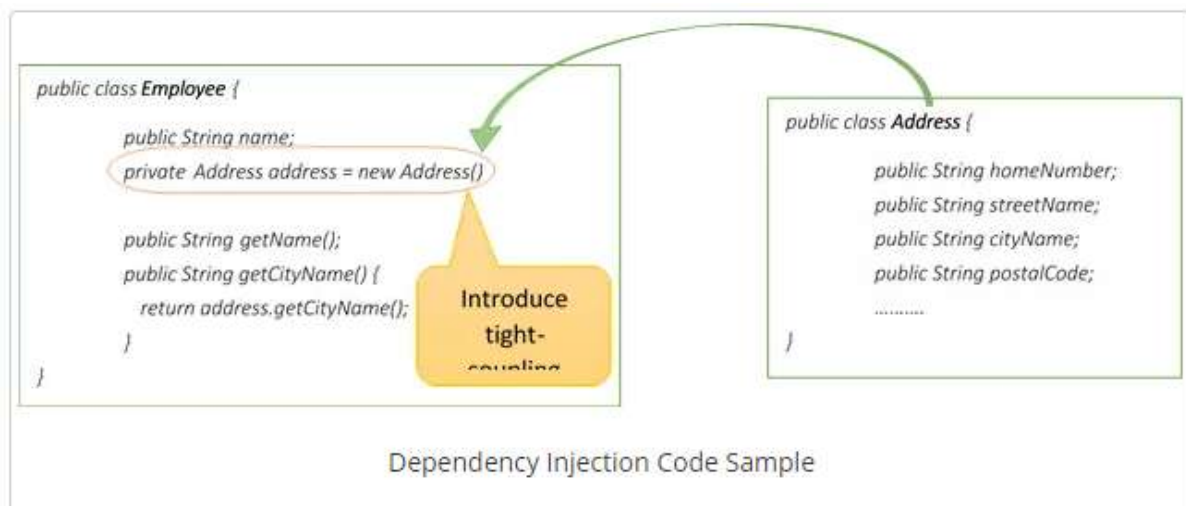 public class Employee {
public String name;
private Address address = new Address()
public String getName();
public String getCityName() {
return address.getCityName();
}
}
Introduce
tight-
coupling
public class Address {
public String homeNumber;
public String streetName;
public String cityName;
public String postalCode;
..........
}
Dependency Injection Code Sample